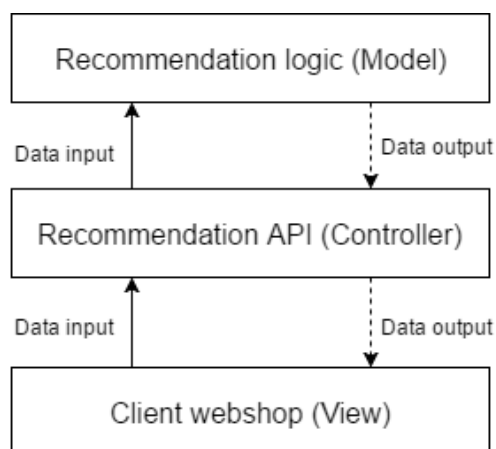 Recommendation logic (Model)
Data input
Data output
Recommendation API (Controller)
Data input
Data output
Client webshop (View)